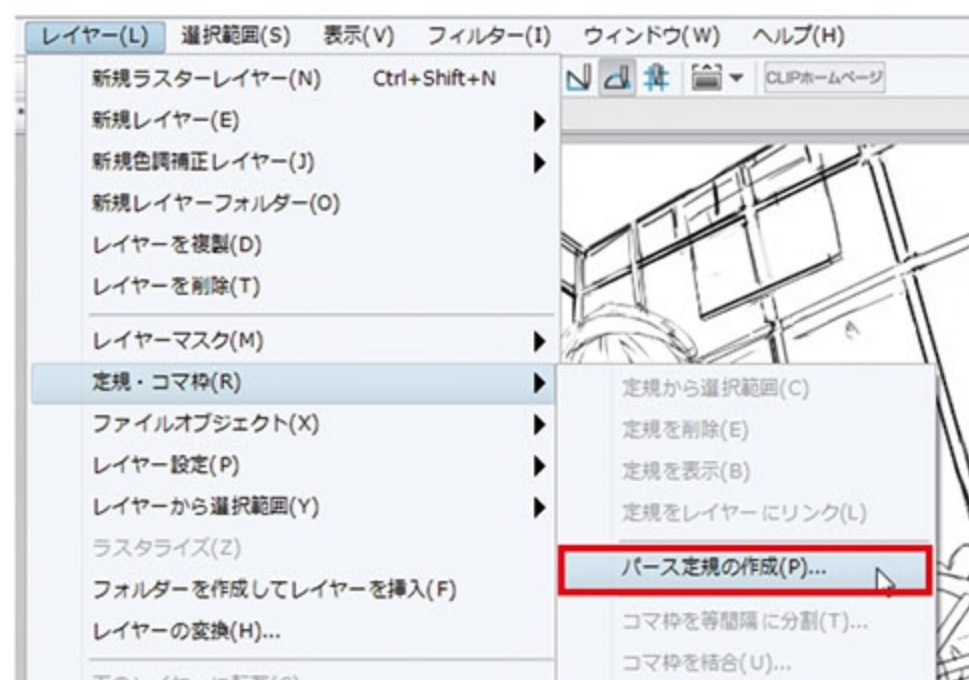 レイヤー(L) 選択範囲(S) 表示(V) フィルター(I) ウィンドウ(W) ヘルプ(H)
CLIPホームページ
新規ラスターレイヤー(N) Ctrl+Shift+N
新規レイヤー(E)
新規色調補正レイヤー(J)
新規レイヤーフォルダー(O)
レイヤーを複製(D)
レイヤーを削除(T)
レイヤーマスク(M)
定規・コマ枠(R)
ファイルオブジェクト(X)
レイヤー設定(P)
レイヤーから選択範囲(Y)
ラスタライズ(Z)
フォルダーを作成してレイヤーを挿入(F)
レイヤーの変換(H)...
定規から選択範囲(C)
定規を削除(E)
定規を表示(B)
定規をレイヤーにリンク(L)
パース定規の作成(P)...
コマ枠を等間隔に分割(T)...
コマ枠を結合(U)...